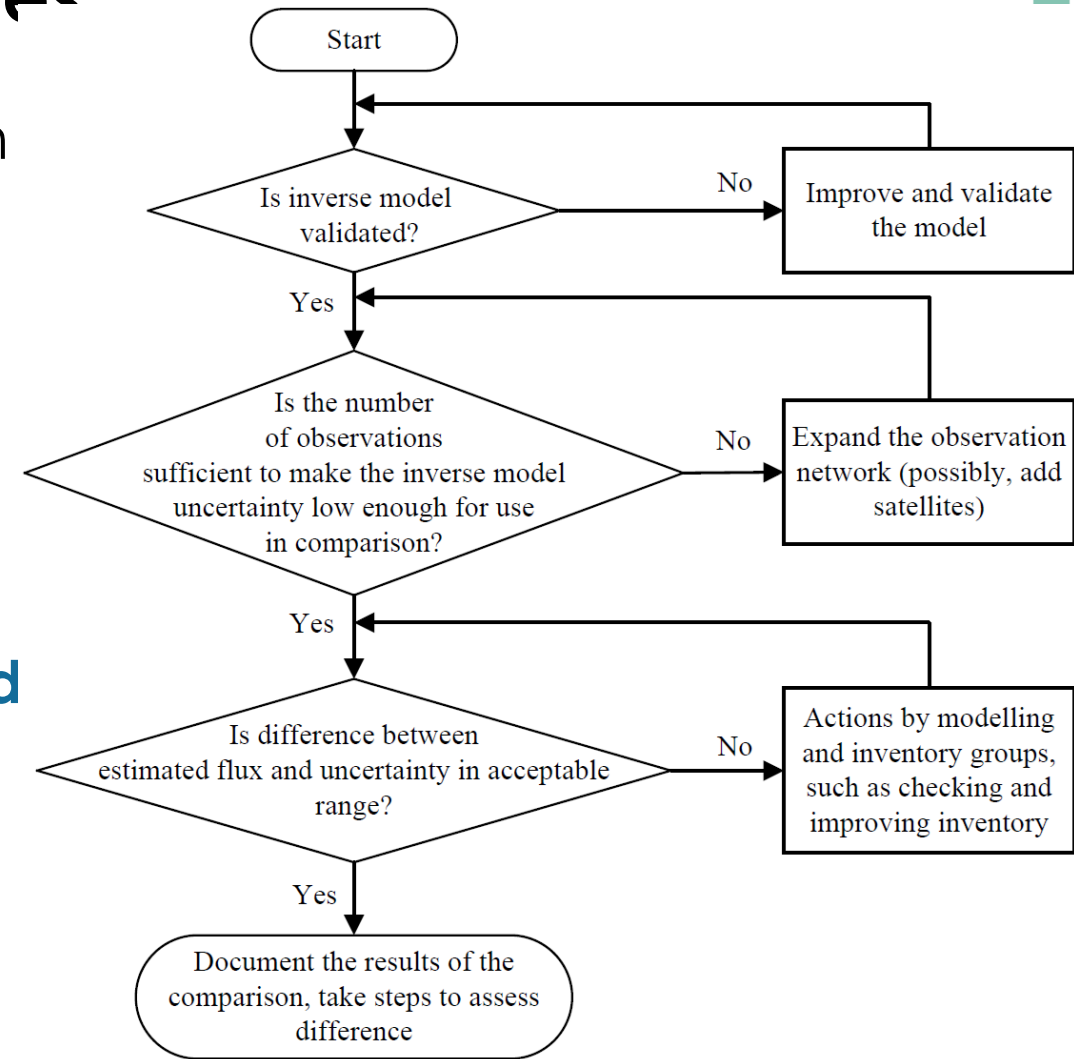 Start
Is inverse model
validated?
No
Improve and validate
the model
Yes
Is the number
of observations
sufficient to make the inverse model
uncertainty low enough for use
in comparison?
No
Expand the observation
network (possibly, add
satellites)
Yes
Is difference between
estimated flux and uncertainty in acceptable
range?
No
Actions by modelling
and inventory groups,
such as checking and
improving inventory
Yes
Document the results of the
comparison, take steps to assess
difference